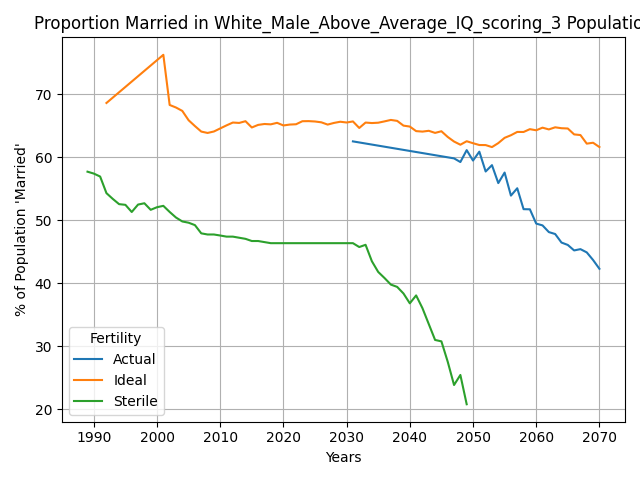 Proportion Married in White_Male_Above_Average_IQ_scoring_3 Populatio
% of Population 'Married'
70
60
50
40
30
20
Fertility
Actual
Ideal
Sterile
1990 2000 2010 2020 2030 2040 2050 2060 2070
Years